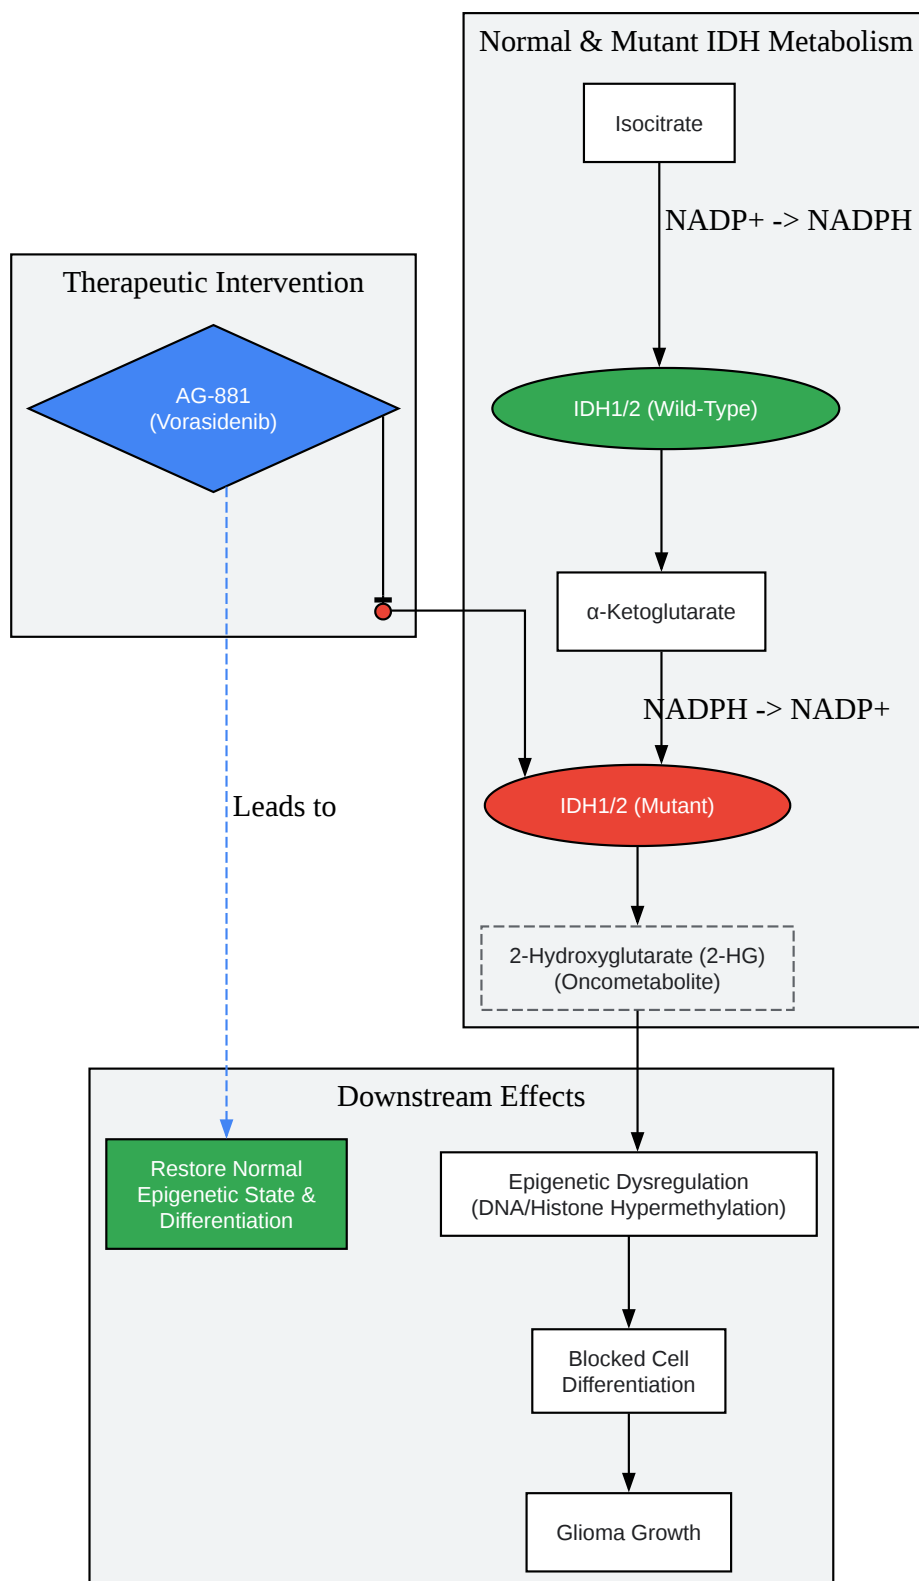 Normal & Mutant IDH Metabolism
Isocitrate
NADP+ -> NADPH
IDH1/2 (Wild-Type)
α-Ketoglutarate
NADPH -> NADP+
IDH1/2 (Mutant)
2-Hydroxyglutarate (2-HG)
(Oncometabolite)
Therapeutic Intervention
AG-881
(Vorasidenib)
Leads to
Downstream Effects
Restore Normal
Epigenetic State &
Differentiation
Epigenetic Dysregulation
(DNA/Histone Hypermethylation)
Blocked Cell
Differentiation
Glioma Growth